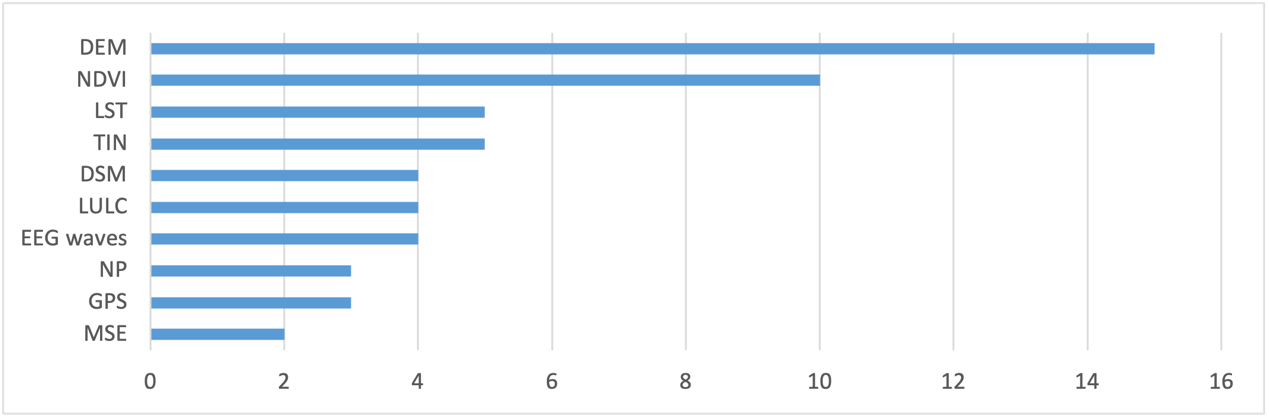 DEM
NDVI
LST
TIN
DSM
LULC
EEG waves
NP
GPS
MSE
0 2 4 6 8 10 12 14 16